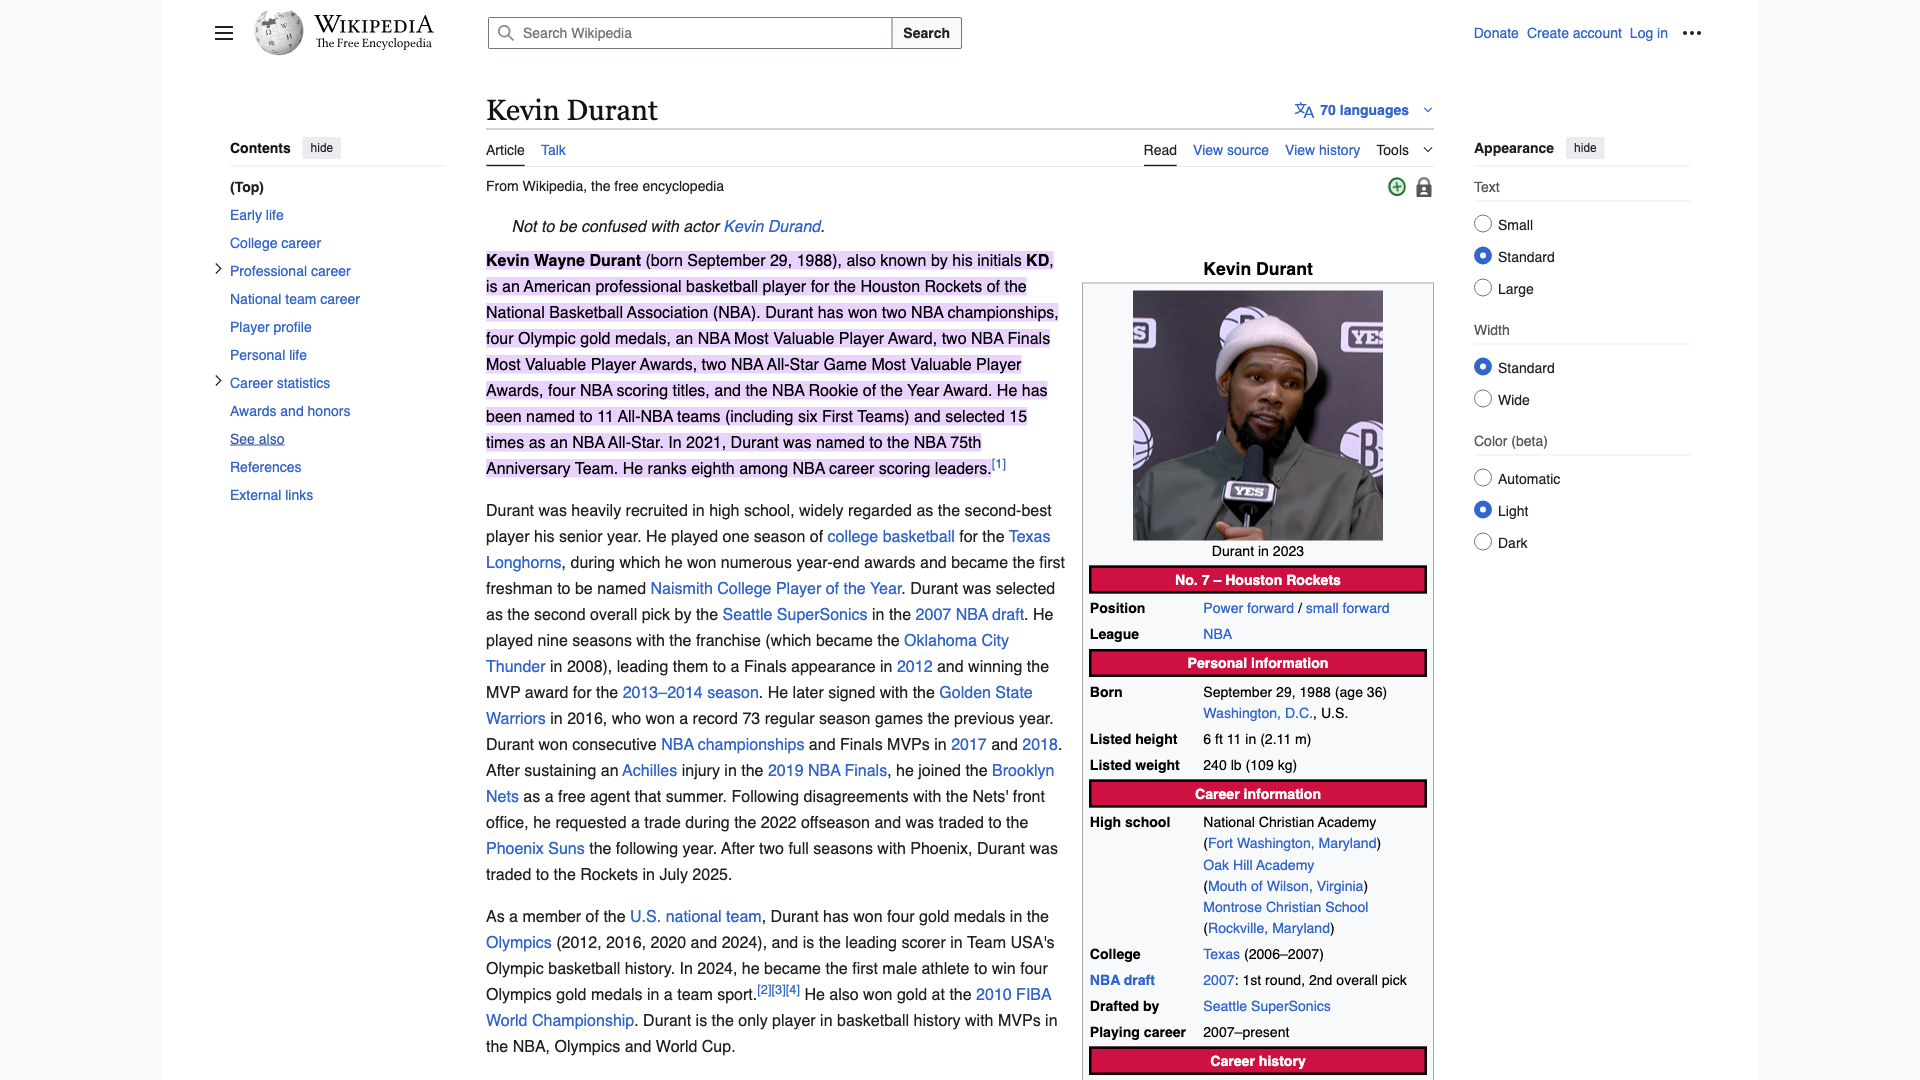 WIKIPEDIA
The Free Encyclopedia
Search Wikipedia
Search
Donate Create account Log in
Contents hide
(Top)
Early life
College career
Professional career
National team career
Player profile
Personal life
Career statistics
Awards and honors
See also
References
External links
Kevin Durant
70 languages
Article Talk
Read View source View history Tools
From Wikipedia, the free encyclopedia
Not to be confused with actor Kevin Durand.
Kevin Wayne Durant (born September 29, 1988), also known by his initials KD,
is an American professional basketball player for the Houston Rockets of the
National Basketball Association (NBA). Durant has won two NBA championships,
four Olympic gold medals, an NBA Most Valuable Player Award, two NBA Finals
Most Valuable Player Awards, two NBA All-Star Game Most Valuable Player
Awards, four NBA scoring titles, and the NBA Rookie of the Year Award. He has
been named to 11 All-NBA teams (including six First Teams) and selected 15
times as an NBA All-Star. In 2021, Durant was named to the NBA 75th
Anniversary Team. He ranks eighth among NBA career scoring leaders.[1]
Durant was heavily recruited in high school, widely regarded as the second-best
player his senior year. He played one season of college basketball for the Texas
Longhorns, during which he won numerous year-end awards and became the first
freshman to be named Naismith College Player of the Year. Durant was selected
as the second overall pick by the Seattle SuperSonics in the 2007 NBA draft. He
played nine seasons with the franchise (which became the Oklahoma City
Thunder in 2008), leading them to a Finals appearance in 2012 and winning the
MVP award for the 2013–2014 season. He later signed with the Golden State
Warriors in 2016, who won a record 73 regular season games the previous year.
Durant won consecutive NBA championships and Finals MVPs in 2017 and 2018.
After sustaining an Achilles injury in the 2019 NBA Finals, he joined the Brooklyn
Nets as a free agent that summer. Following disagreements with the Nets' front
office, he requested a trade during the 2022 offseason and was traded to the
Phoenix Suns the following year. After two full seasons with Phoenix, Durant was
traded to the Rockets in July 2025.
As a member of the U.S. national team, Durant has won four gold medals in the
Olympics (2012, 2016, 2020 and 2024), and is the leading scorer in Team USA's
Olympic basketball history. In 2024, he became the first male athlete to win four
Olympics gold medals in a team sport.[2][3][4] He also won gold at the 2010 FIBA
World Championship. Durant is the only player in basketball history with MVPs in
the NBA, Olympics and World Cup.
Kevin Durant
YES
B
YES
Durant in 2023
No. 7 – Houston Rockets
Position Power forward / small forward
League NBA
Personal information
Born September 29, 1988 (age 36)
Washington, D.C., U.S.
Listed height 6 ft 11 in (2.11 m)
Listed weight 240 lb (109 kg)
Career information
High school National Christian Academy
(Fort Washington, Maryland)
Oak Hill Academy
(Mouth of Wilson, Virginia)
Montrose Christian School
(Rockville, Maryland)
College Texas (2006–2007)
NBA draft 2007: 1st round, 2nd overall pick
Drafted by Seattle SuperSonics
Playing career 2007–present
Career history
Appearance hide
Text
Small
Standard
Large
Width
Standard
Wide
Color (beta)
Automatic
Light
Dark